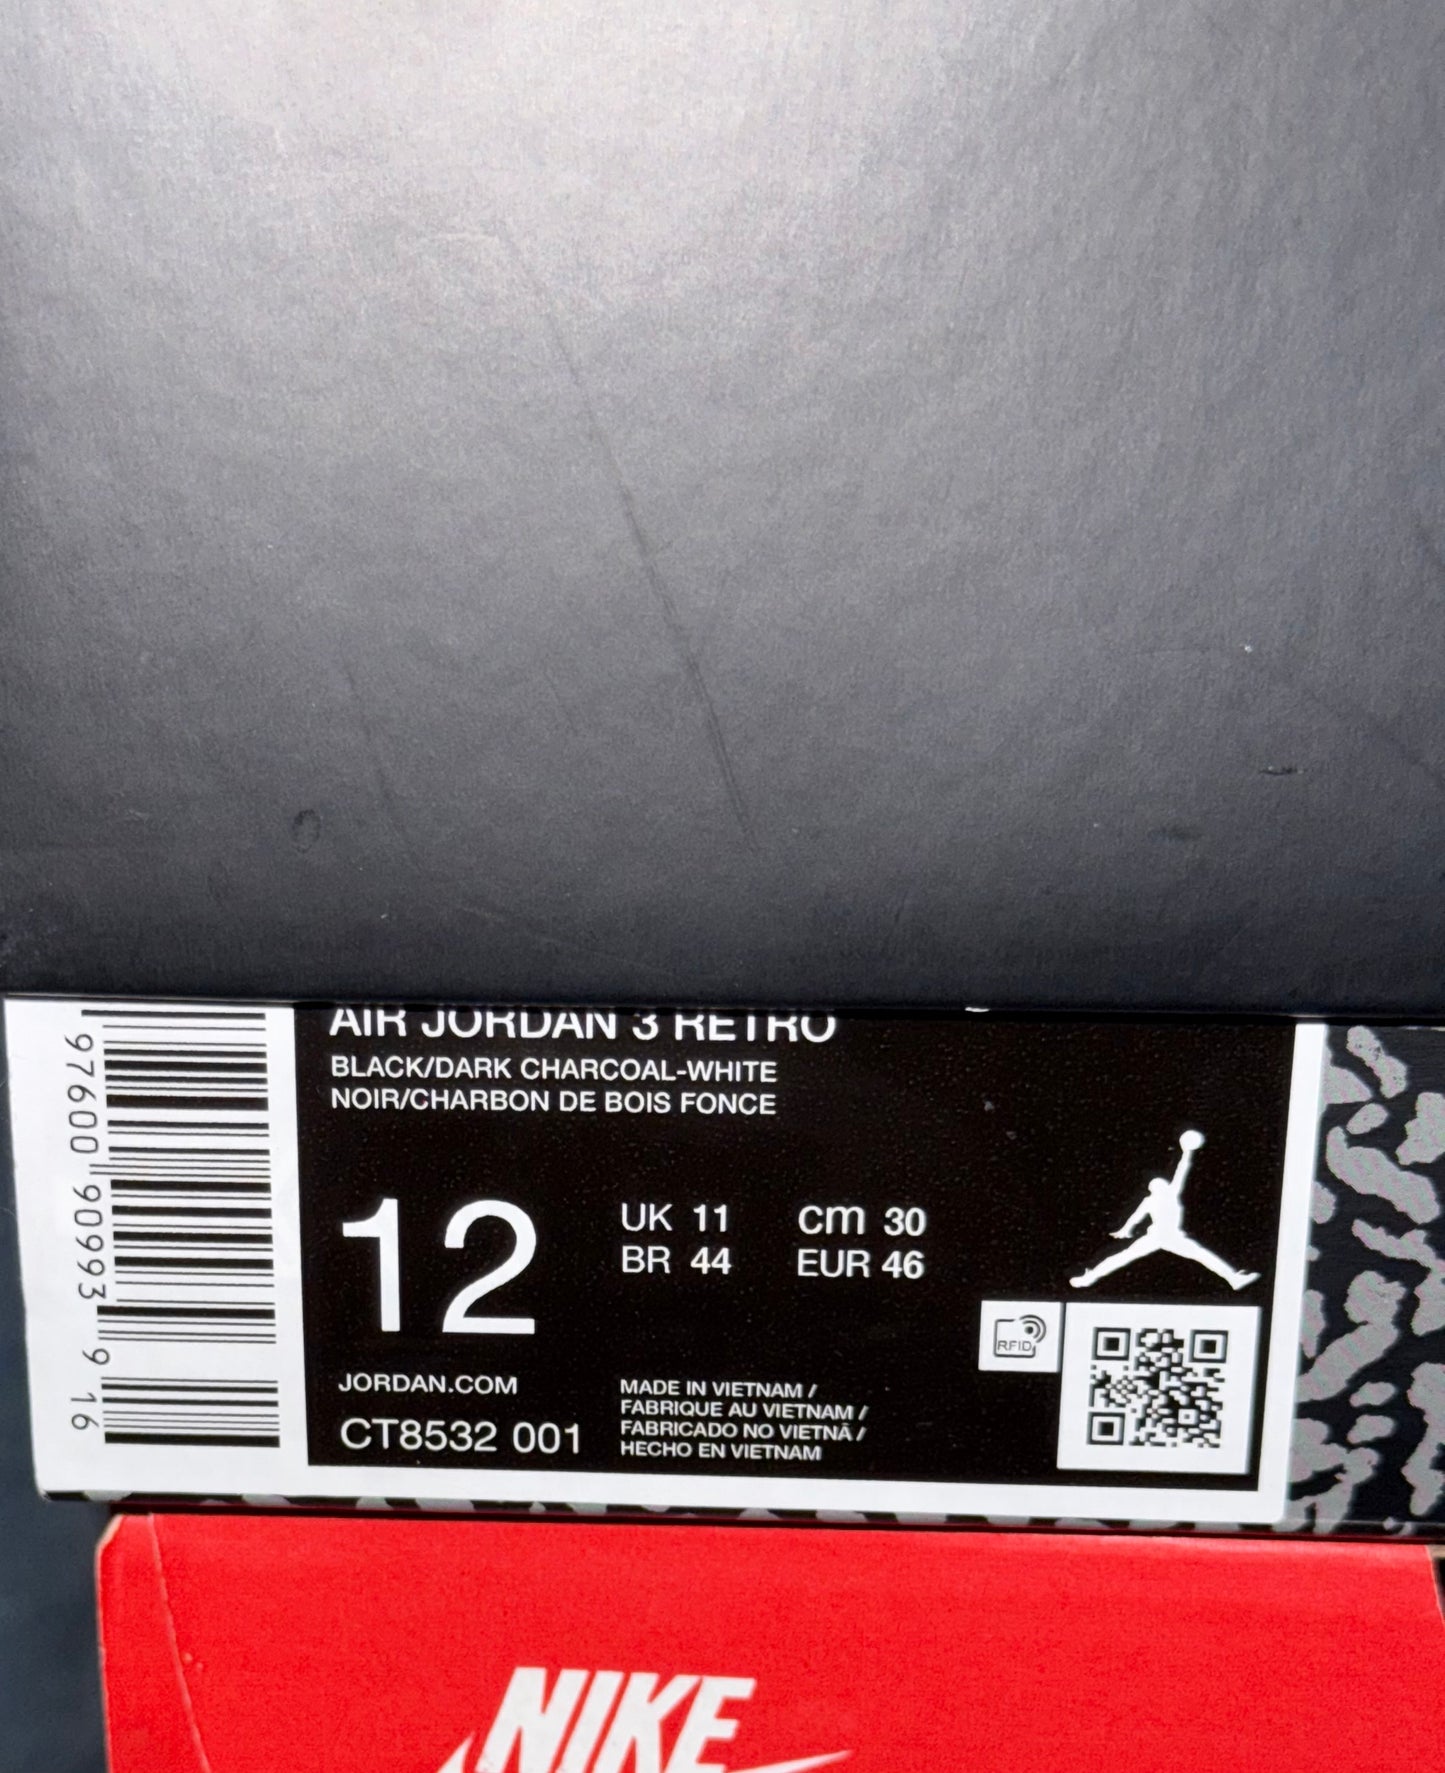 AIR JORDAN 3 RETRO
BLACK/DARK CHARCOAL-WHITE
NOIR/CHARBON DE BOIS FONCE
12
UK 11
BR 44
cm 30
EUR 46
RFID
JORDAN.COM
CT8532 001
MADE IN VIETNAM /
FABRIQUE AU VIETNAM /
FABRICADO NO VIETNÃ /
HECHO EN VIETNAM
97600 90993 9 16
NIKE